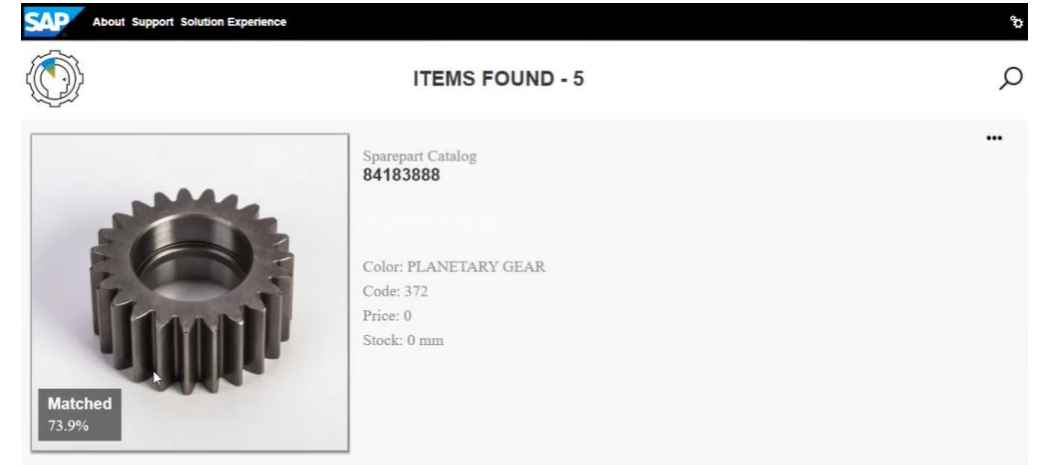 SAP About Support Solution Experience
ITEMS FOUND - 5
Sparepart Catalog
84183888
Color: PLANETARY GEAR
Code: 372
Price: 0
Stock: 0 mm
Matched
73.9%